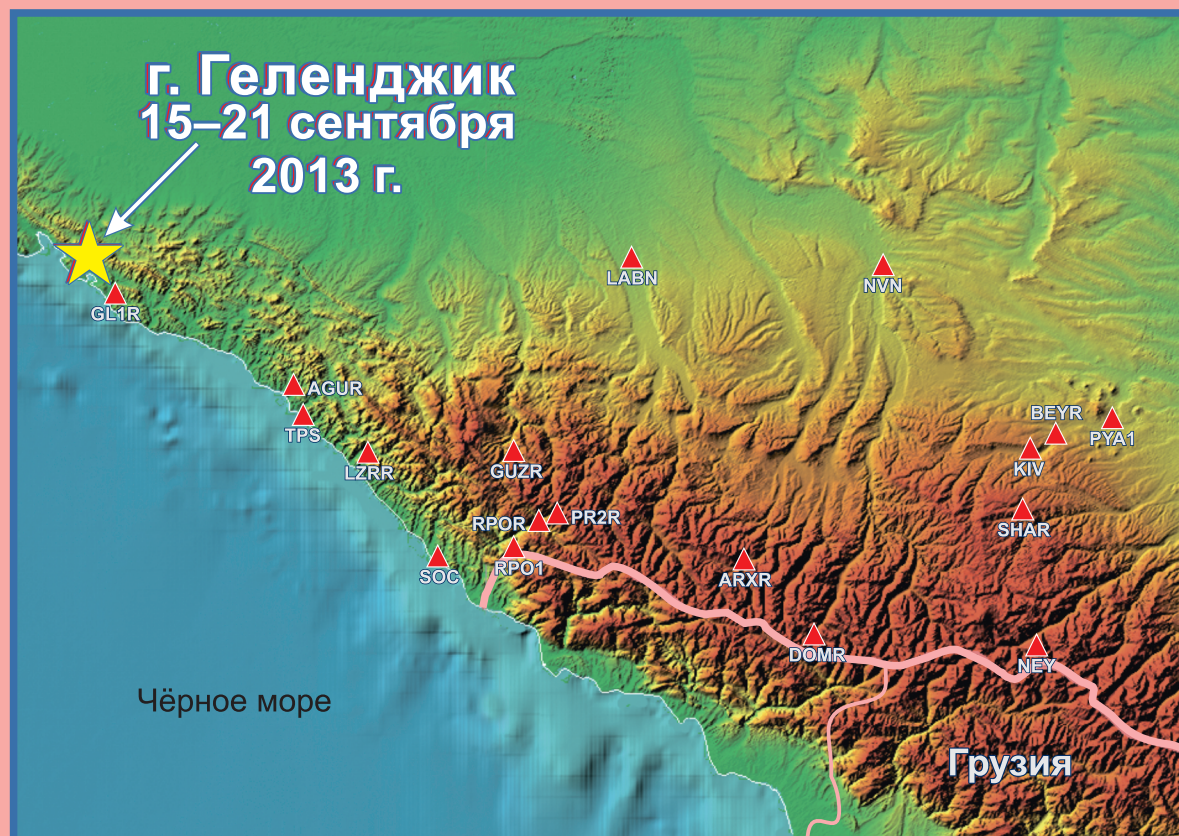 г. Геленджик
15–21 сентября
2013 г.
LABN
NVN
GL1R
AGUR
TPS
BEYR
PYA1
LZRR
GUZR
KIV
RPOR
PR2R
SHAR
SOC
RPO1
ARXR
DOMR
NEY
Чёрное море
Грузия